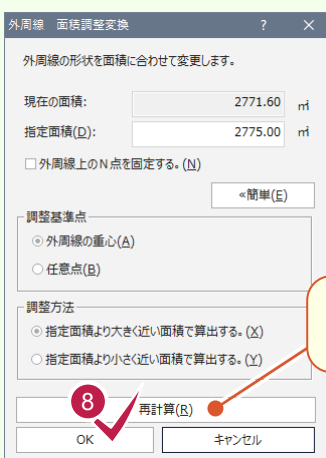 外周線 面積調整変換 ? ×
外周線の形状を面積に合わせて変更します。
現在の面積: 2771.60 ㎡
指定面積(D): 2775.00 ㎡
外周線上のN点を固定する。(N)
«簡単(E)
調整基準点
外周線の重心(A)
任意点(B)
調整方法
指定面積より大きく近い面積で算出する。(X)
指定面積より小さく近い面積で算出する。(Y)
再計算(R)
8
OK キャンセル